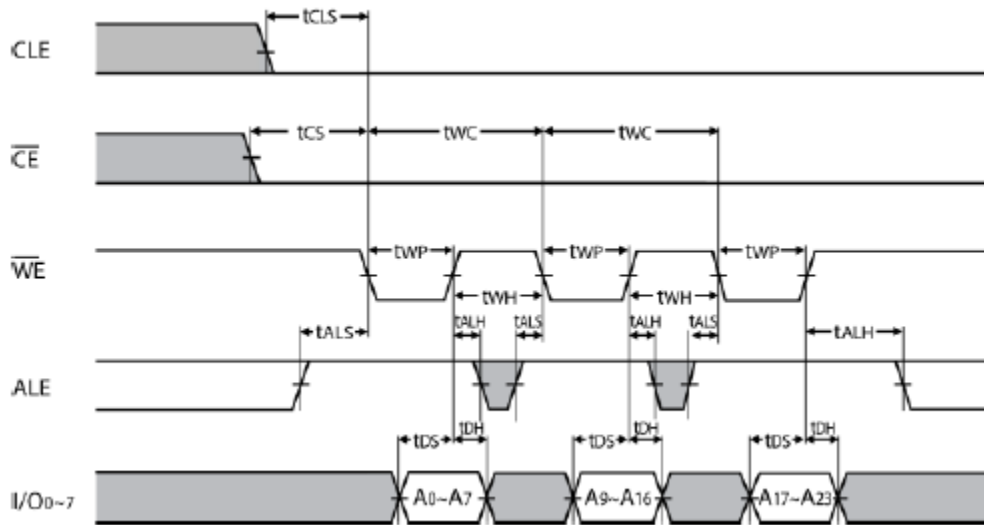 tCLS
CLE
tCS tWC tWC
CE
tWP tWP tWP
WE
tWH tWH
tALS tALH tALS tALH tALS tALH
ALE
tDS tDH tDS tDH tDS tDH
I/O0~7 A0~A7 A9~A16 A17~A23